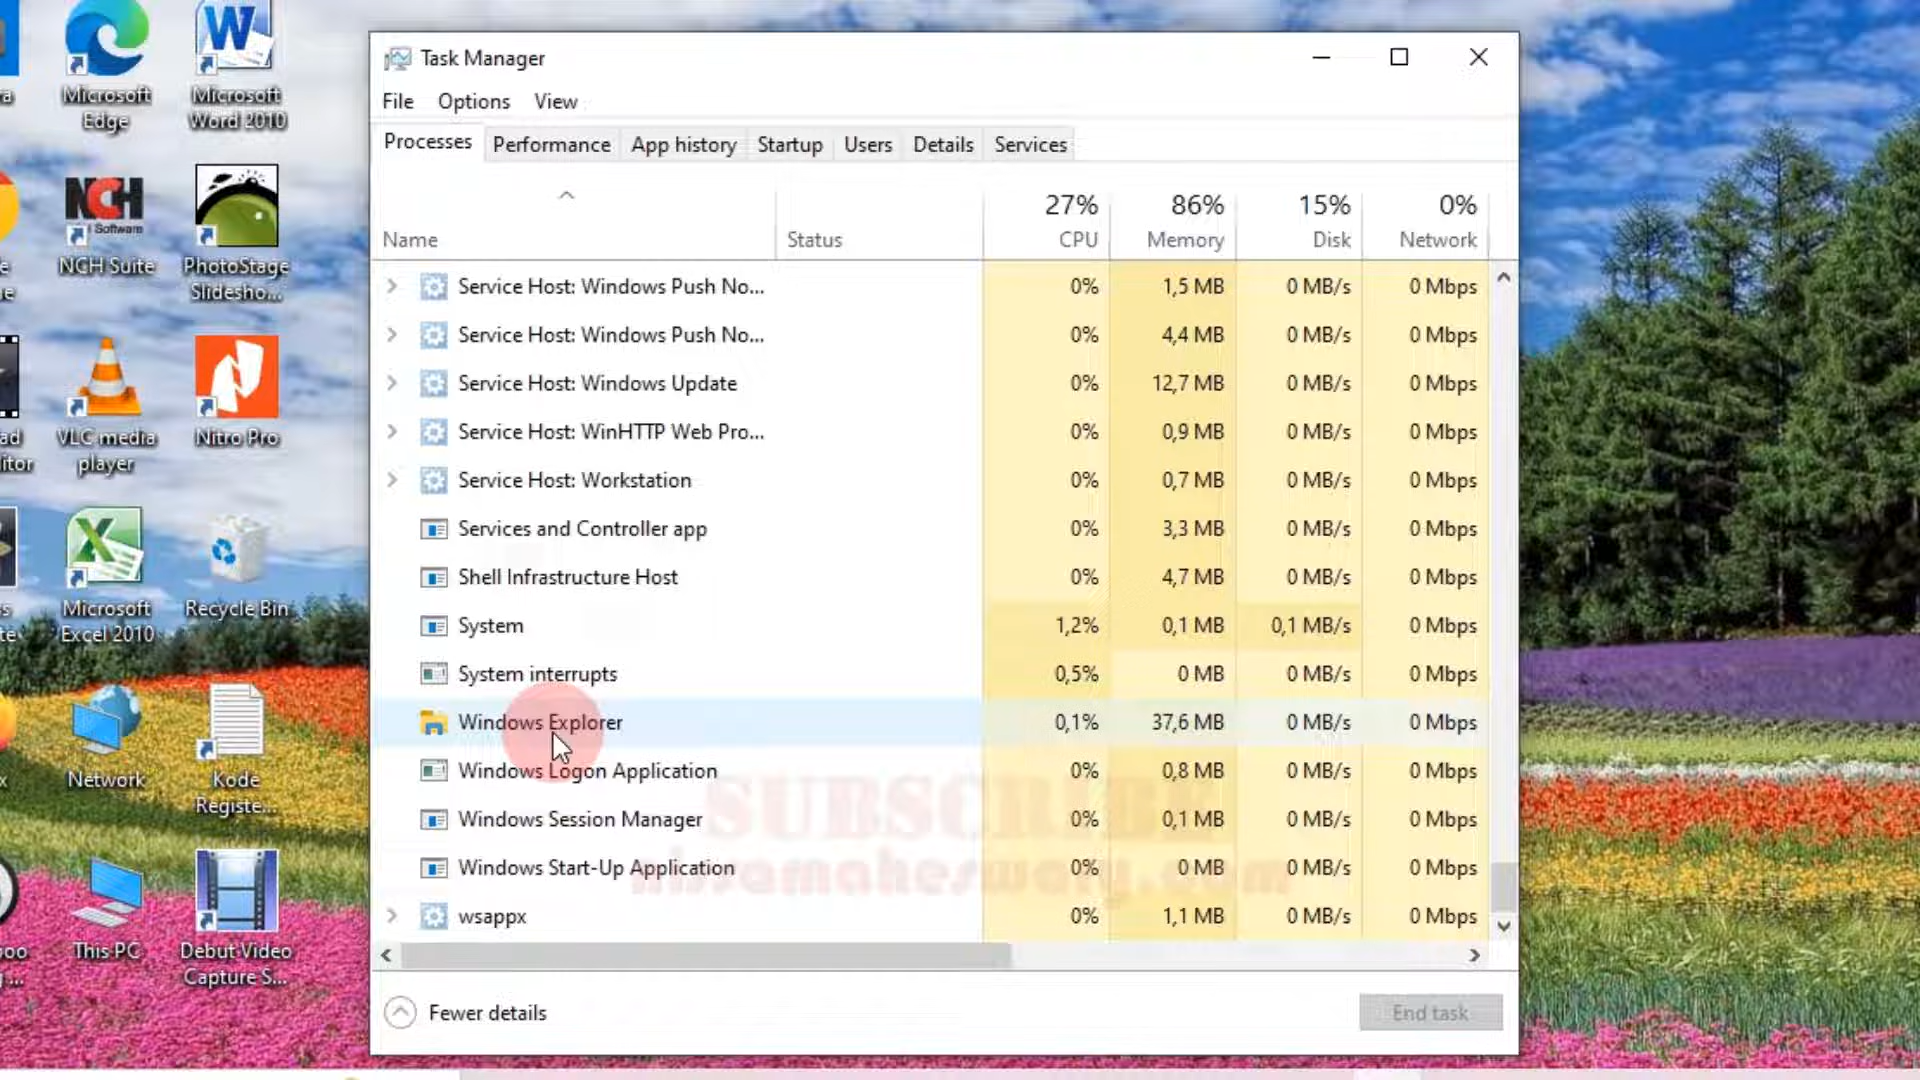 Microsoft
Edge
Microsoft
Word 2010
NCH
Software
NCH Suite
PhotoStage
Slidesho...
VLC media
player
Nitro Pro
Microsoft
Excel 2010
Recycle Bin
Network
Kode
Registe...
This PC
Debut Video
Capture S...
Task Manager
File Options View
Processes Performance App history Startup Users Details Services
27% 86% 15% 0%
Name Status CPU Memory Disk Network
Service Host: Windows Push No... 0% 1,5 MB 0 MB/s 0 Mbps
Service Host: Windows Push No... 0% 4,4 MB 0 MB/s 0 Mbps
Service Host: Windows Update 0% 12,7 MB 0 MB/s 0 Mbps
Service Host: WinHTTP Web Pro... 0% 0,9 MB 0 MB/s 0 Mbps
Service Host: Workstation 0% 0,7 MB 0 MB/s 0 Mbps
Services and Controller app 0% 3,3 MB 0 MB/s 0 Mbps
Shell Infrastructure Host 0% 4,7 MB 0 MB/s 0 Mbps
System 1,2% 0,1 MB 0,1 MB/s 0 Mbps
System interrupts 0,5% 0 MB 0 MB/s 0 Mbps
Windows Explorer 0,1% 37,6 MB 0 MB/s 0 Mbps
Windows Logon Application 0% 0,8 MB 0 MB/s 0 Mbps
SUBSCRIBE
Windows Session Manager 0% 0,1 MB 0 MB/s 0 Mbps
Windows Start-Up Application 0% 0 MB 0 MB/s 0 Mbps
wsappx 0% 1,1 MB 0 MB/s 0 Mbps
Fewer details End task